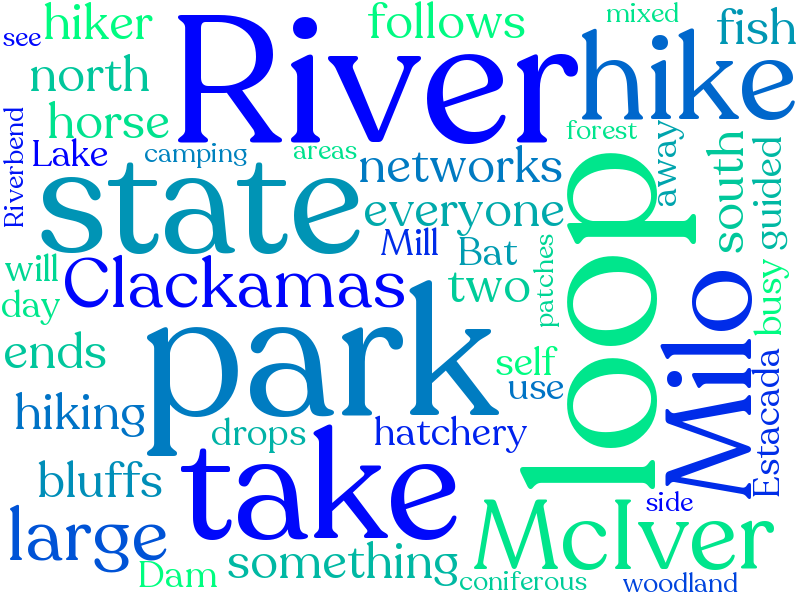 see
hiker
River
follows
mixed
fish
hike
north
horse
Riverbend
Lake
camping
areas
forest
networks
away
south
guided
state
everyone
Mill
Bat
loop
will
Clackamas
two
patches
day
busy
Milo
ends
park
self
use
Estacada
hiking
drops
hatchery
bluffs
take
large
side
McIver
something
Dam
coniferous
woodland